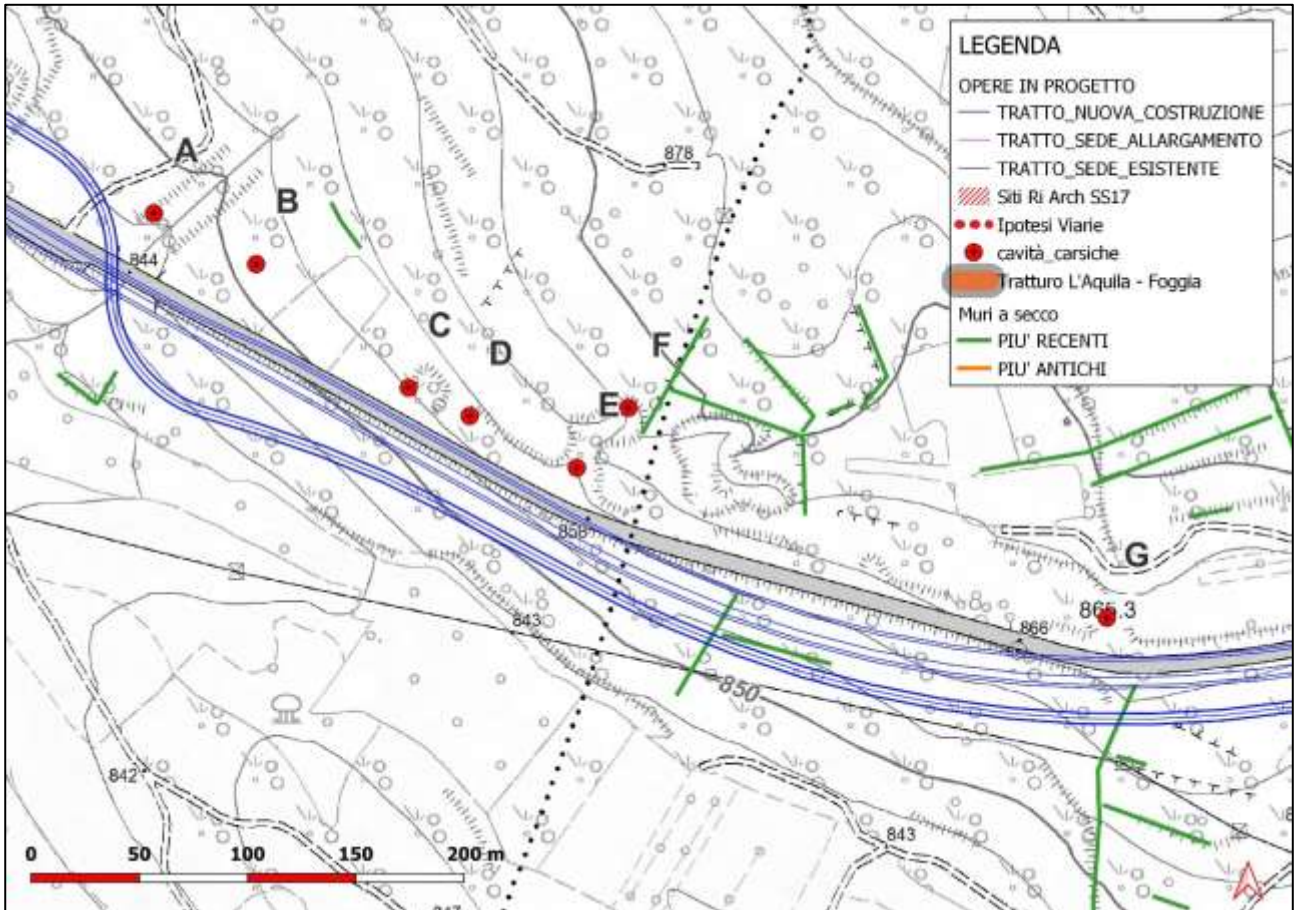 LEGENDA
OPERE IN PROGETTO
TRATTO_NUOVA_COSTRUZIONE
TRATTO_SEDE_ALLARGAMENTO
TRATTO_SEDE_ESISTENTE
Siti Ri Arch SS17
Ipotesi Viarie
cavità_carsiche
Tratturo L'Aquila - Foggia
Muri a secco
PIU' RECENTI
PIU' ANTICHI
A
878
B
844
C
D
F
E
858
G
865.3
866
843
850
842
843
0 50 100 150 200 m